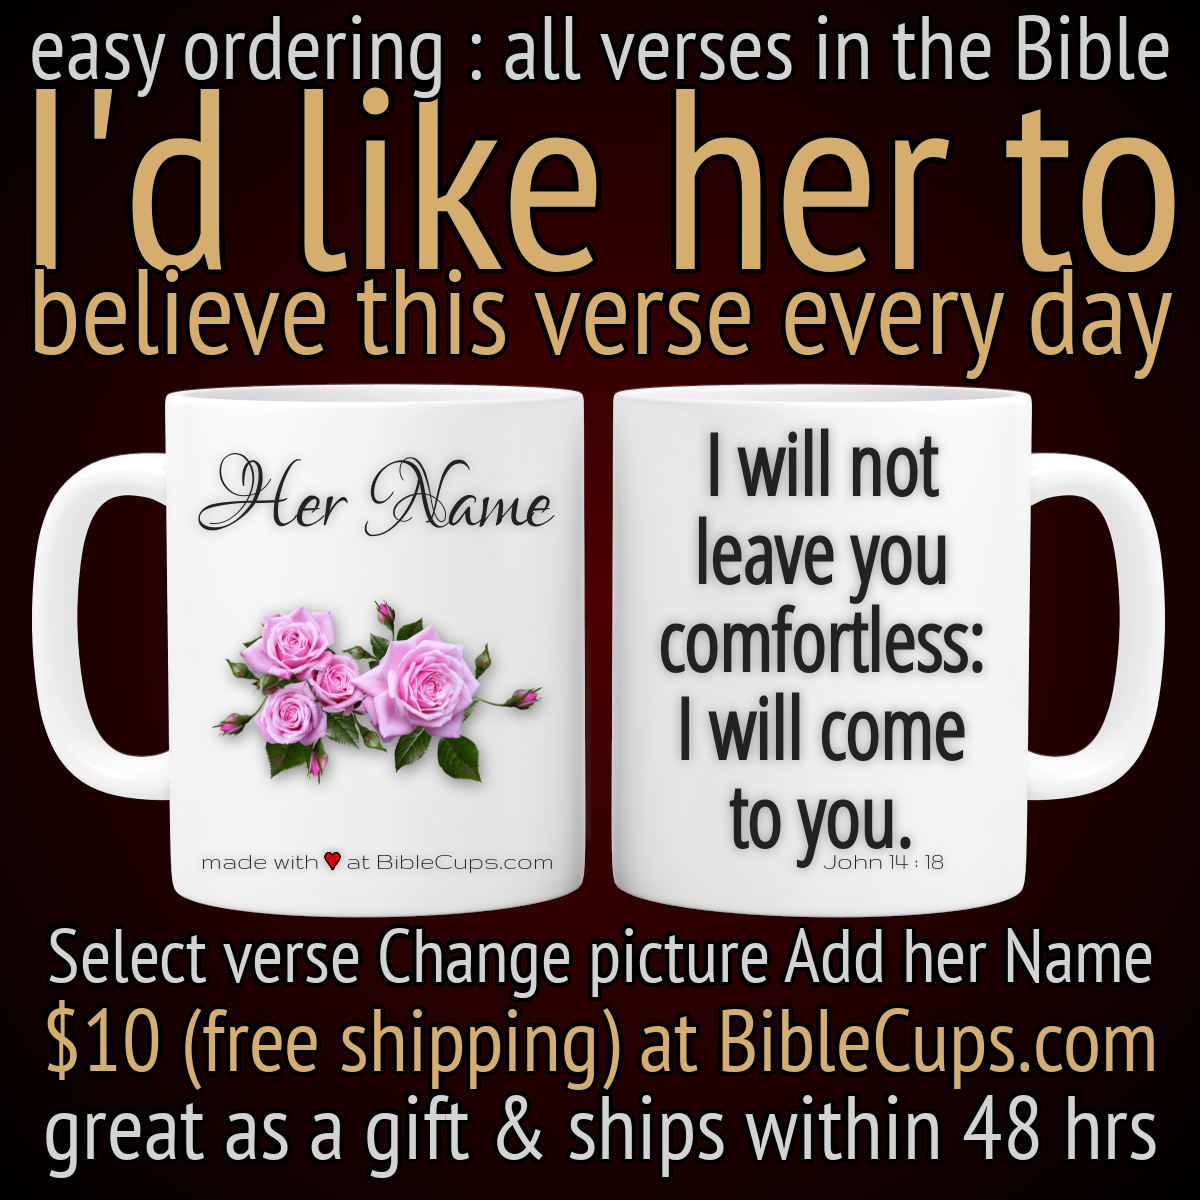 easy ordering : all verses in the Bible
I'd like her to
believe this verse every day
Her Name
made with at BibleCups.com
I will not
leave you
comfortless:
I will come
to you.
John 14 : 18
Select verse Change picture Add her Name
$10 (free shipping) at BibleCups.com
great as a gift & ships within 48 hrs